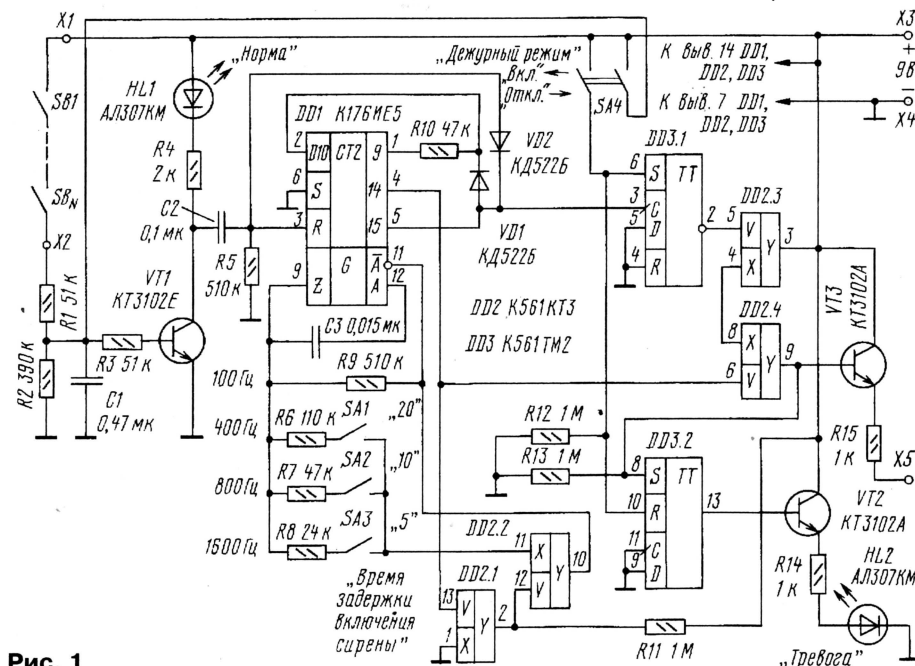 X1
X3
+
9В
−
X4
„Норма"
HL1
АЛ307КМ
SB1
SBN
X2
R1 51 к
R2 390 к
R3 51 к
C1
0,47 мк
R4
2 к
C2
0,1 мк
R5
510 к
VT1
КТ3102Е
DD1 К176ИЕ5
2 D10 CT2 9 1
6 S 14 4
3 R 15 5
9 Z G Ā 11
A 12
R10 47 к
VD2
КД522Б
VD1
КД522Б
„Дежурный режим"
„Вкл."
„Откл."
SA4
К выв. 14 DD1,
DD2, DD3
К выв. 7 DD1,
DD2, DD3
DD3.1
6 S TT
3 C
5 D
4 R
2
DD2.3
5 V
4 X
Y 3
DD2.4
8 X
6 V
Y 9
VT3
КТ3102А
R15
1 к
X5
DD2 К561КТ3
DD3 К561ТМ2
C3 0,015 мк
R9 510 к
100 Гц
400 Гц
800 Гц
1600 Гц
R6 110 к
SA1
„20"
R7 47 к
SA2
„10"
R8 24 к
SA3
„5"
„Время
задержки
включения
сирены"
R12 1 М
R13 1 М
DD3.2
8 S TT
10 R
11 C
9 D
13
VT2
КТ3102А
R14
1 к
HL2
АЛ307КМ
„Тревога"
DD2.2
11 X
12 V
Y 10
DD2.1
13 V
1 X
Y 2
R11 1 М
Рис. 1